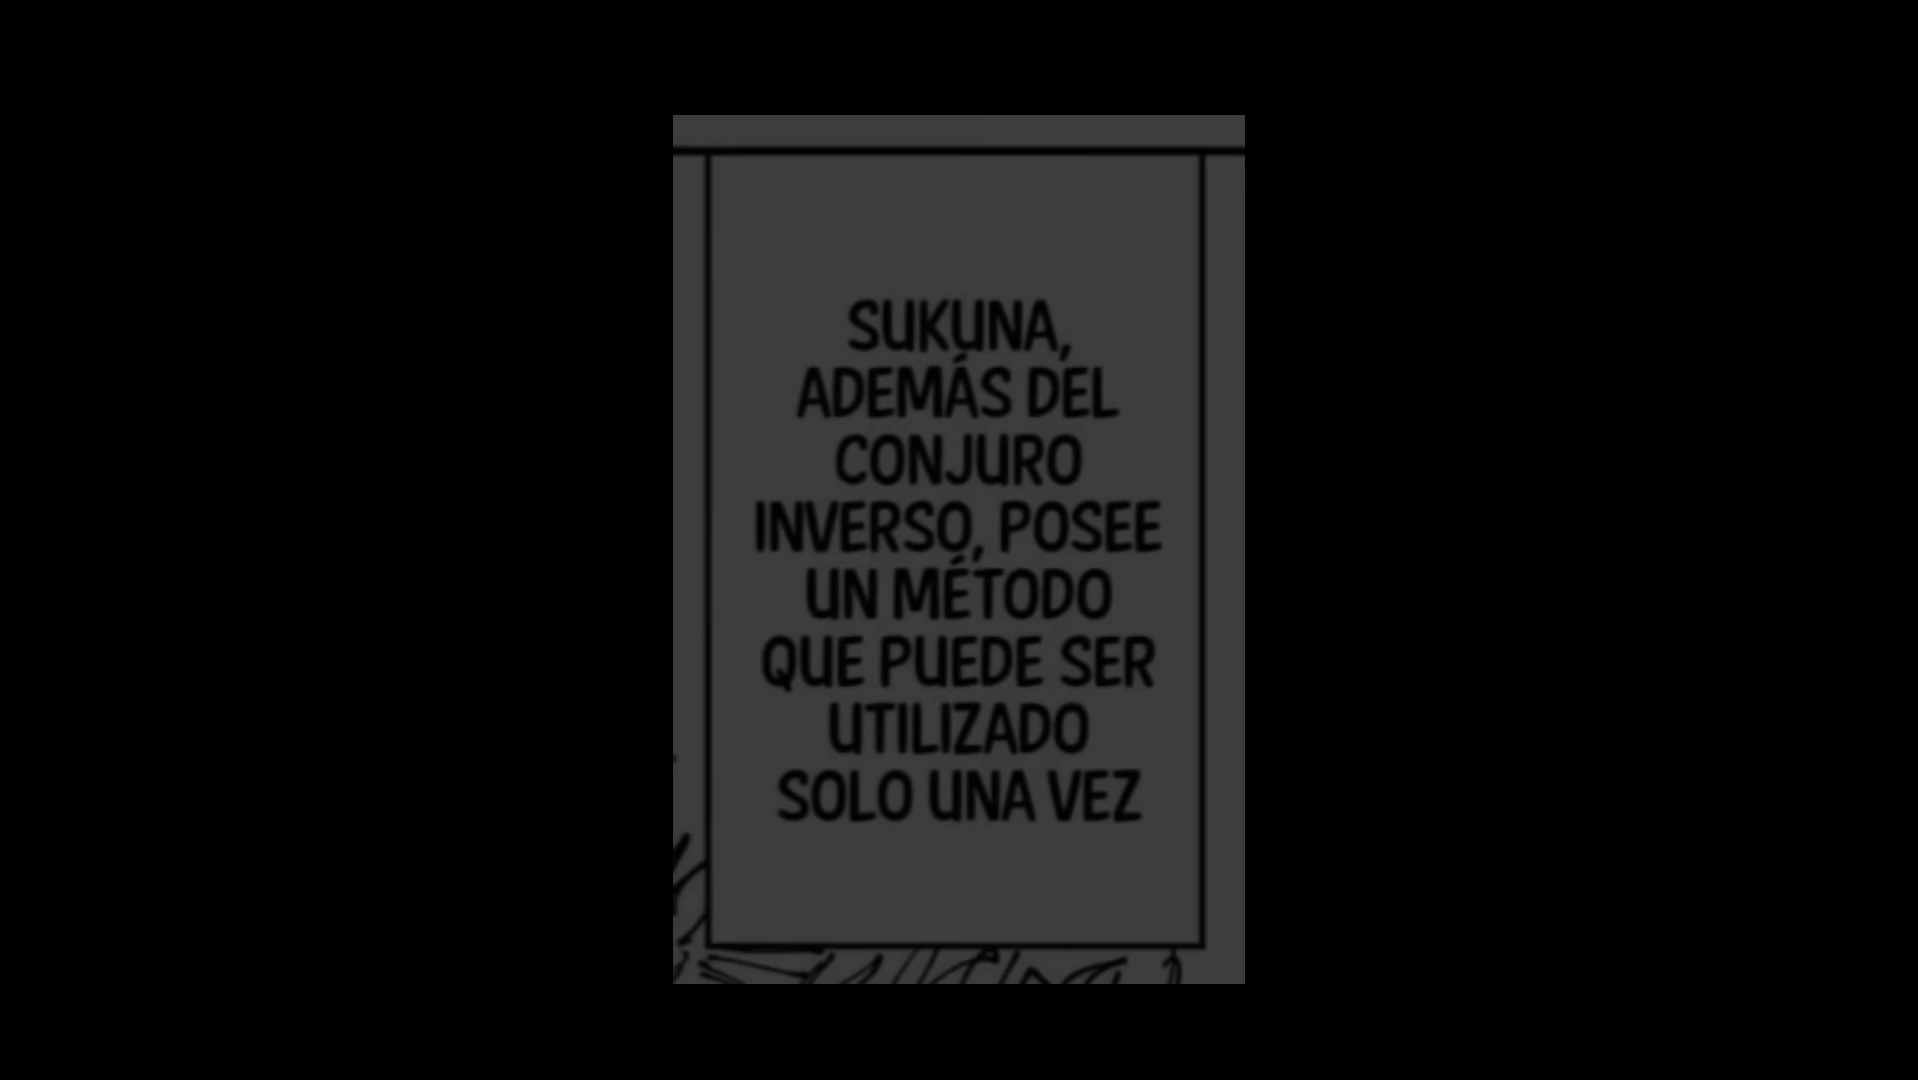 SUKUNA,
ADEMÁS DEL
CONJURO
INVERSO, POSEE
UN MÉTODO
QUE PUEDE SER
UTILIZADO
SOLO UNA VEZ